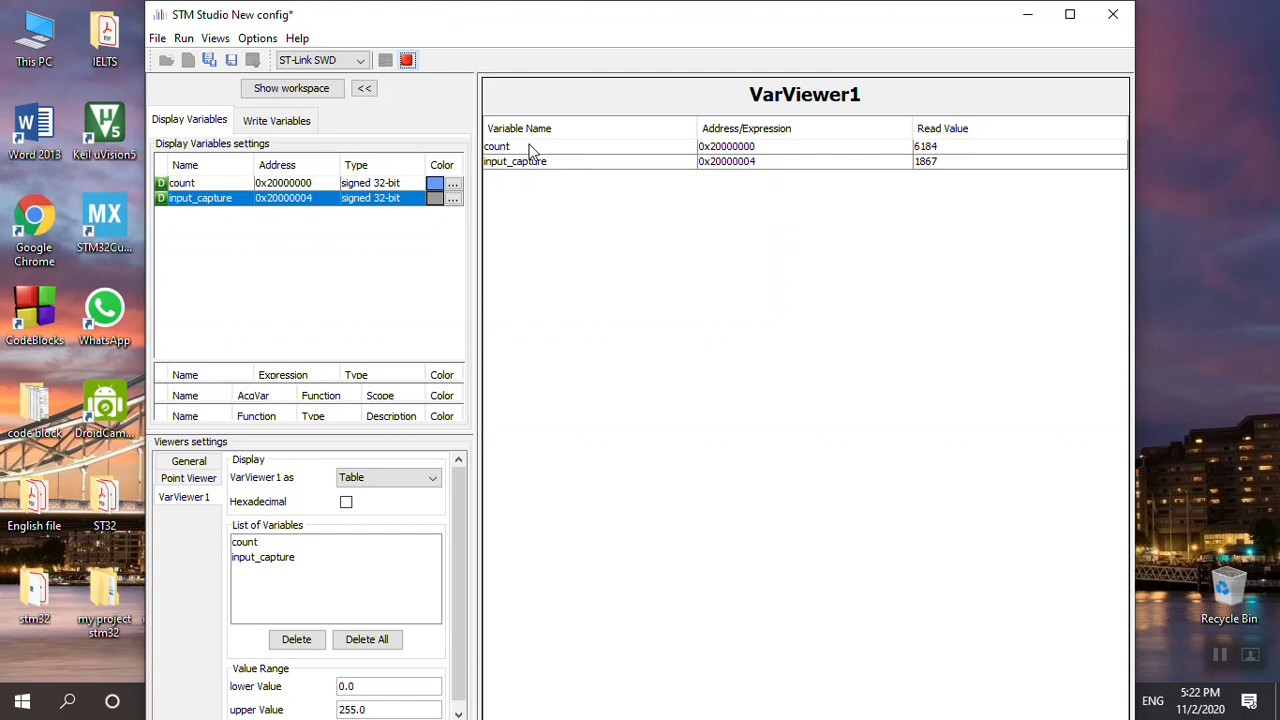 This PC
IELTS
Word 2013
Keil uVision5
Google Chrome
STM32Cu...
CodeBlocks
WhatsApp
code block
DroidCam...
English file
ST32
stm32
my project stm32
STM Studio New config*
File Run Views Options Help
ST-Link SWD
Show workspace <<
Display Variables Write Variables
Display Variables settings
Name Address Type Color
D count 0x20000000 signed 32-bit ...
D input_capture 0x20000004 signed 32-bit ...
Name Expression Type Color
Name AcqVar Function Scope Color
Name Function Type Description Color
Viewers settings
General
Point Viewer
VarViewer1
Display
VarViewer1 as Table
Hexadecimal
List of Variables
count
input_capture
Delete Delete All
Value Range
lower Value 0.0
upper Value 255.0
VarViewer1
Variable Name Address/Expression Read Value
count 0x20000000 6184
input_capture 0x20000004 1867
Recycle Bin
ENG
5:22 PM
11/2/2020